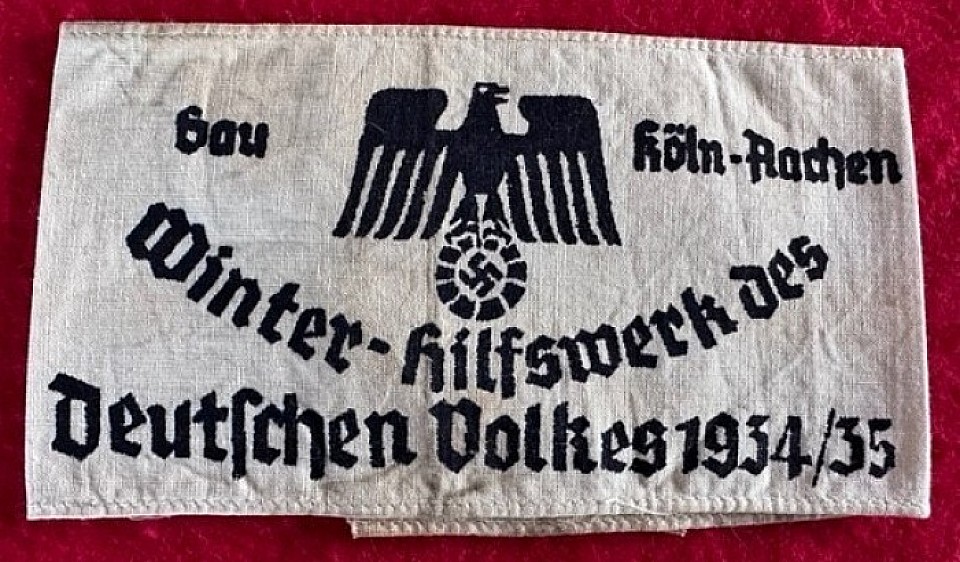 Gau Köln-Aachen
Winter-Hilfswerk des
Deutschen Volkes 1934/35